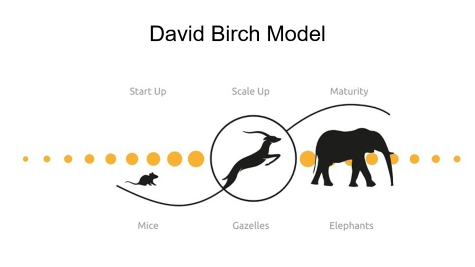 David Birch Model
Start Up Scale Up Maturity
Mice Gazelles Elephants